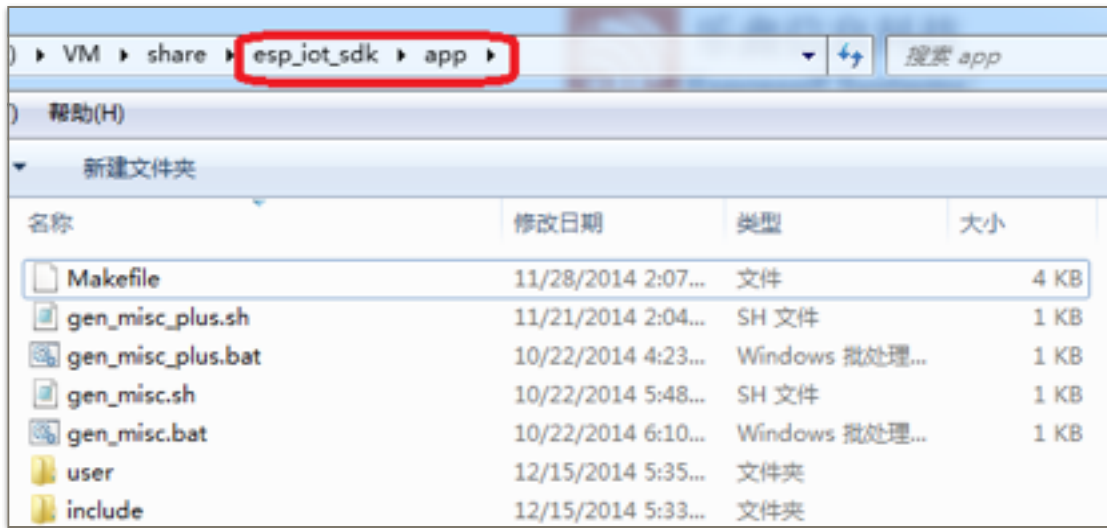 ) ▸ VM ▸ share ▸ esp_iot_sdk ▸ app ▸ 搜索 app
) 帮助(H)
新建文件夹
名称 修改日期 类型 大小
Makefile 11/28/2014 2:07... 文件 4 KB
gen_misc_plus.sh 11/21/2014 2:04... SH 文件 1 KB
gen_misc_plus.bat 10/22/2014 4:23... Windows 批处理... 1 KB
gen_misc.sh 10/22/2014 5:48... SH 文件 1 KB
gen_misc.bat 10/22/2014 6:10... Windows 批处理... 1 KB
user 12/15/2014 5:35... 文件夹
include 12/15/2014 5:33... 文件夹